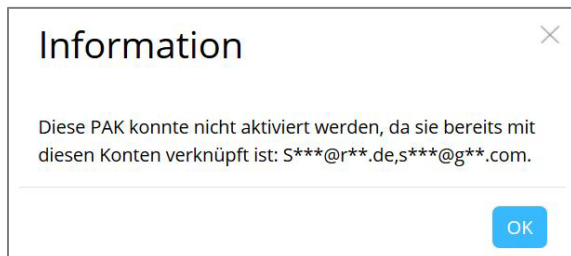 Information
Diese PAK konnte nicht aktiviert werden, da sie bereits mit
diesen Konten verknüpft ist: S***@r**.de,s***@g**.com.
OK